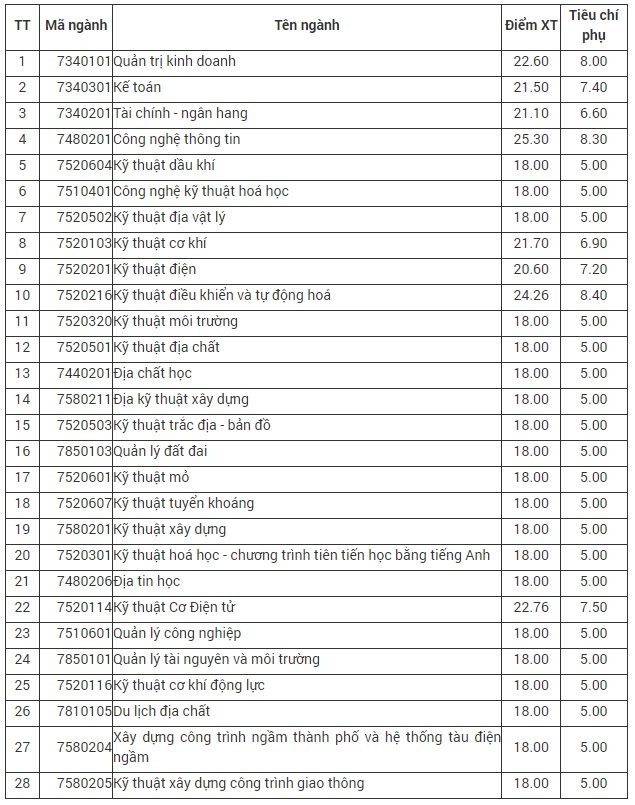 TT Mã ngành Tên ngành Điểm XT Tiêu chí phụ
1 7340101 Quản trị kinh doanh 22.60 8.00
2 7340301 Kế toán 21.50 7.40
3 7340201 Tài chính - ngân hang 21.10 6.60
4 7480201 Công nghệ thông tin 25.30 8.30
5 7520604 Kỹ thuật dầu khí 18.00 5.00
6 7510401 Công nghệ kỹ thuật hoá học 18.00 5.00
7 7520502 Kỹ thuật địa vật lý 18.00 5.00
8 7520103 Kỹ thuật cơ khí 21.70 6.90
9 7520201 Kỹ thuật điện 20.60 7.20
10 7520216 Kỹ thuật điều khiển và tự động hoá 24.26 8.40
11 7520320 Kỹ thuật môi trường 18.00 5.00
12 7520501 Kỹ thuật địa chất 18.00 5.00
13 7440201 Địa chất học 18.00 5.00
14 7580211 Địa kỹ thuật xây dựng 18.00 5.00
15 7520503 Kỹ thuật trắc địa - bản đồ 18.00 5.00
16 7850103 Quản lý đất đai 18.00 5.00
17 7520601 Kỹ thuật mỏ 18.00 5.00
18 7520607 Kỹ thuật tuyển khoáng 18.00 5.00
19 7580201 Kỹ thuật xây dựng 18.00 5.00
20 7520301 Kỹ thuật hoá học - chương trình tiên tiến học bằng tiếng Anh 18.00 5.00
21 7480206 Địa tin học 18.00 5.00
22 7520114 Kỹ thuật Cơ Điện tử 22.76 7.50
23 7510601 Quản lý công nghiệp 18.00 5.00
24 7850101 Quản lý tài nguyên và môi trường 18.00 5.00
25 7520116 Kỹ thuật cơ khí động lực 18.00 5.00
26 7810105 Du lịch địa chất 18.00 5.00
27 7580204 Xây dựng công trình ngầm thành phố và hệ thống tàu điện ngầm 18.00 5.00
28 7580205 Kỹ thuật xây dựng công trình giao thông 18.00 5.00